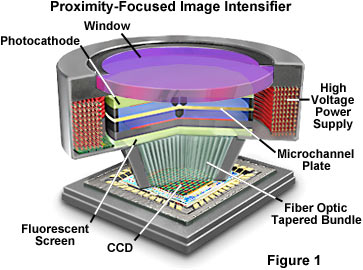 Proximity-Focused Image Intensifier
Window
Photocathode
High
Voltage
Power
Supply
Microchannel
Plate
Fiber Optic
Tapered Bundle
Fluorescent
Screen
CCD
Figure 1